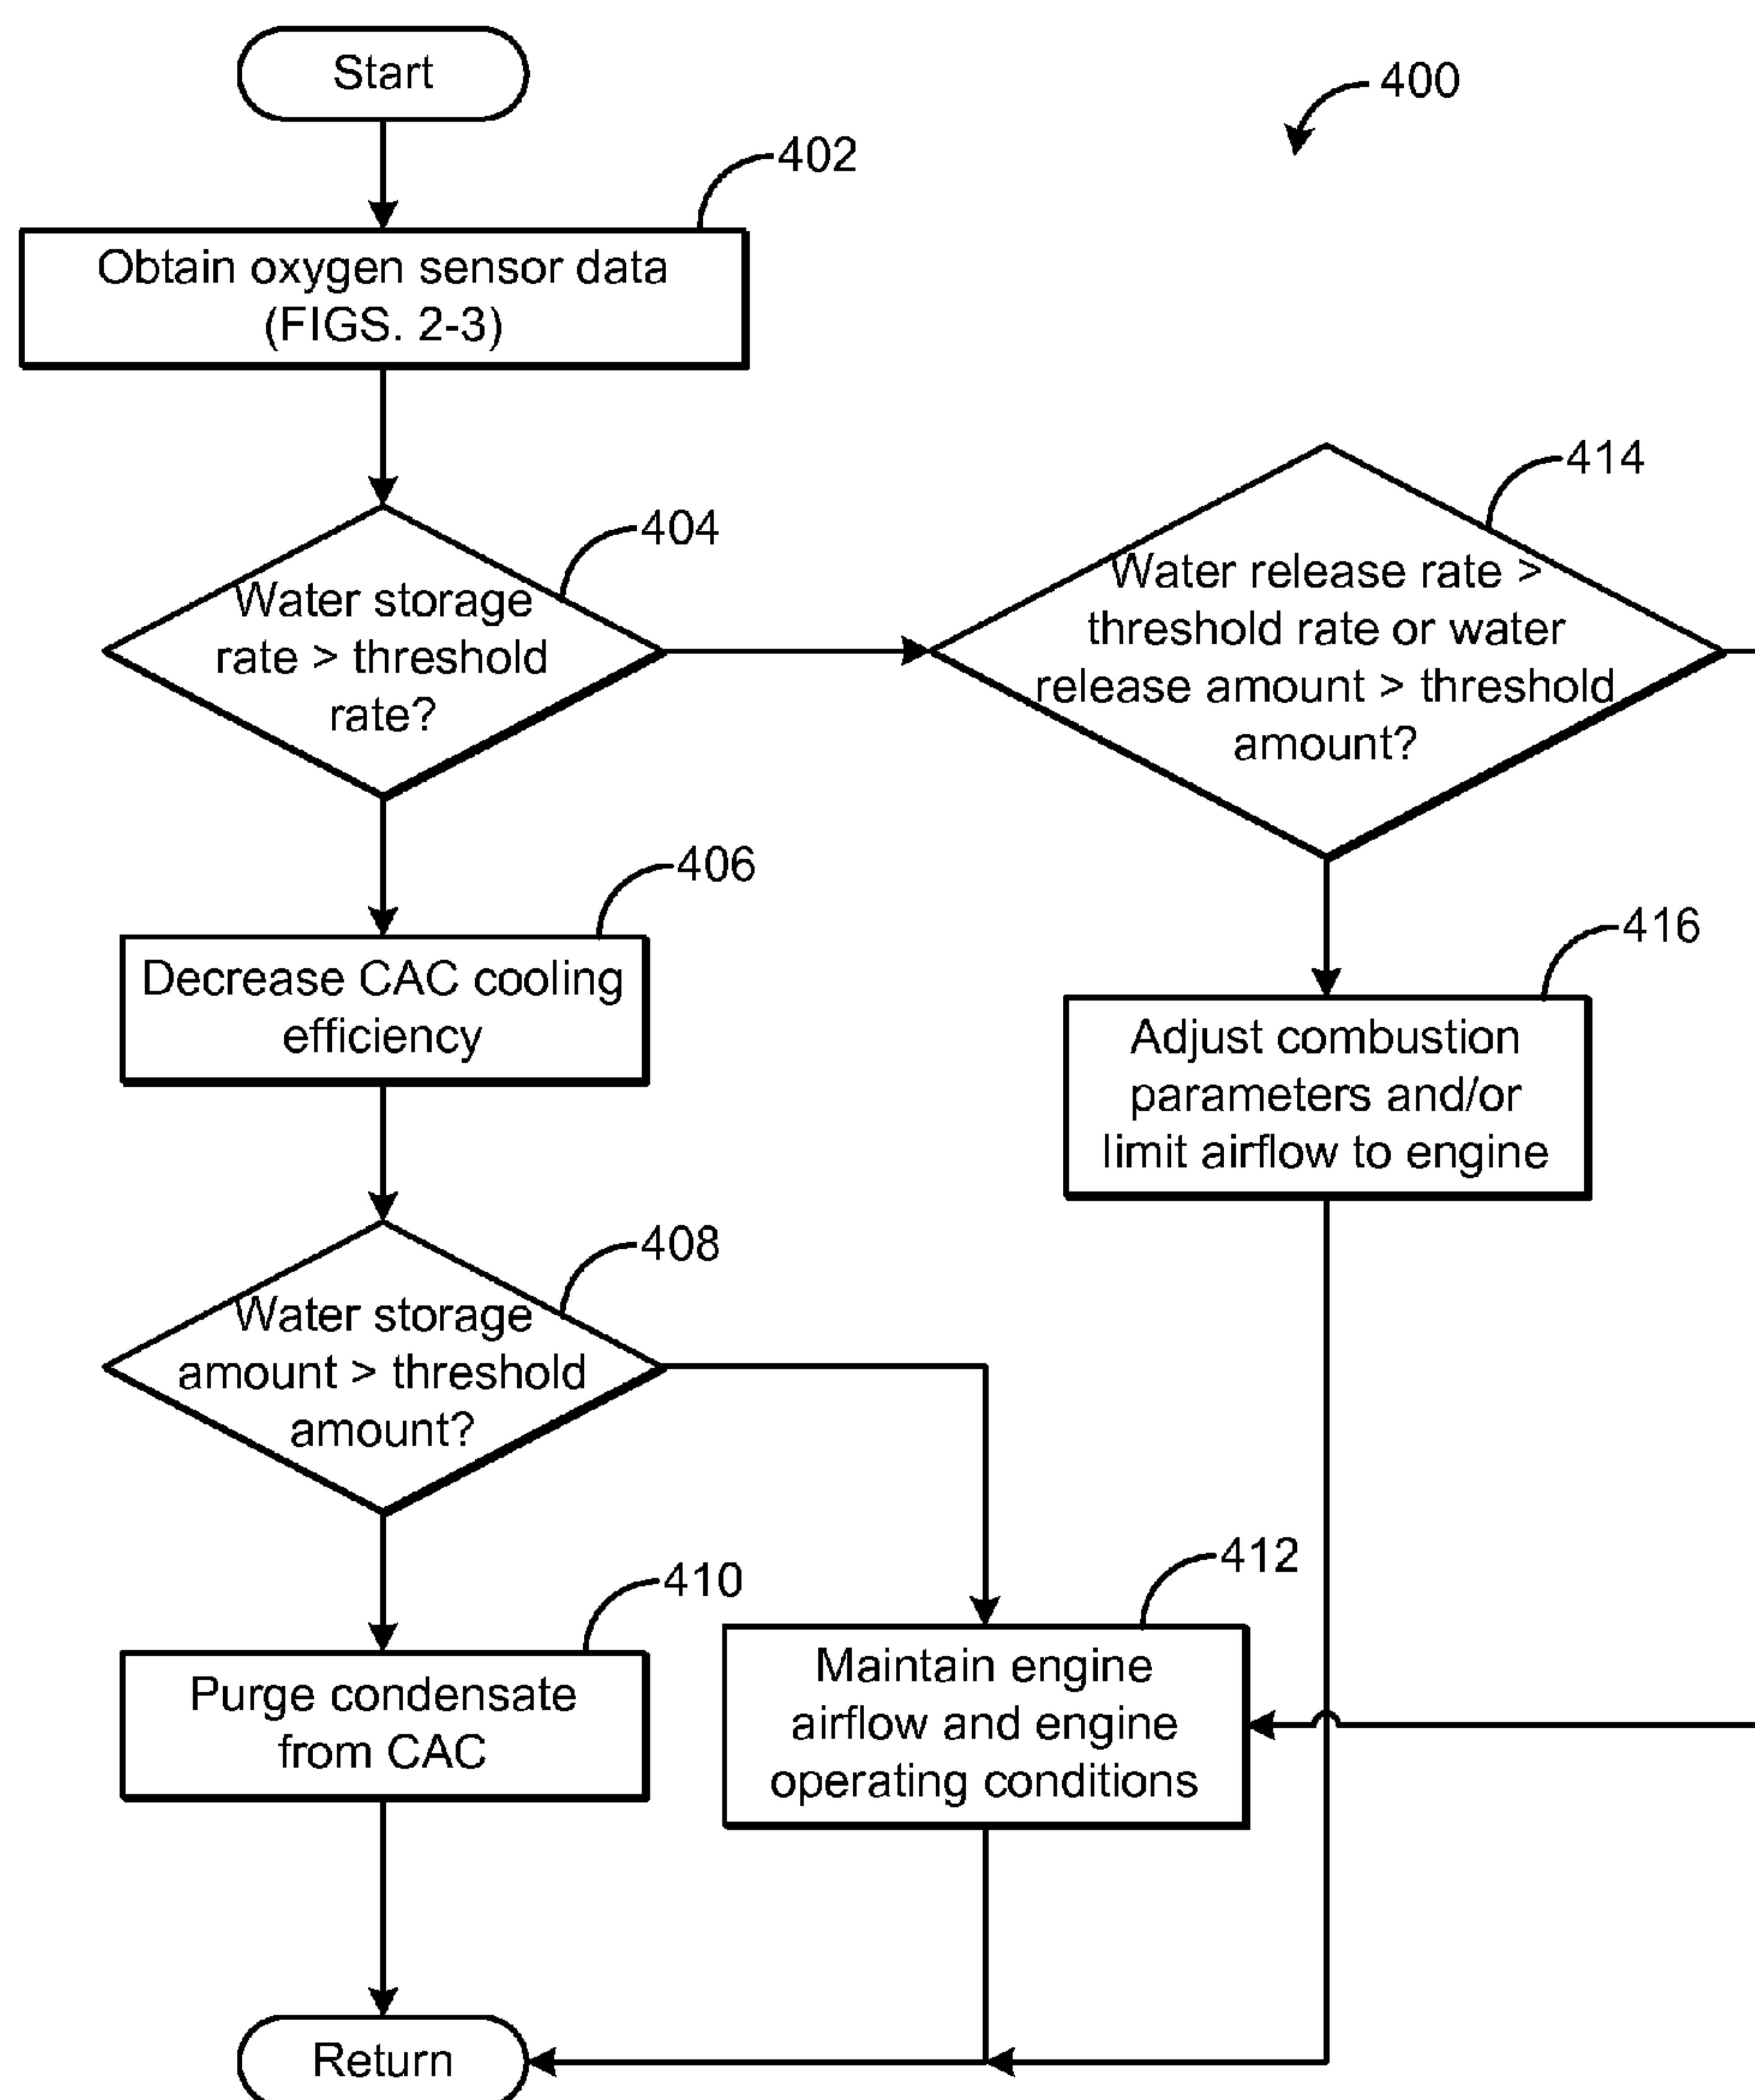 Start
400
402
Obtain oxygen sensor data
(FIGS. 2-3)
404
Water storage
rate > threshold
rate?
414
Water release rate >
threshold rate or water
release amount > threshold
amount?
406
Decrease CAC cooling
efficiency
416
Adjust combustion
parameters and/or
limit airflow to engine
408
Water storage
amount > threshold
amount?
410
Purge condensate
from CAC
412
Maintain engine
airflow and engine
operating conditions
Return